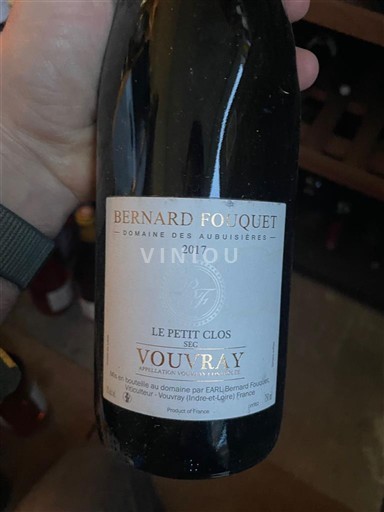 BERNARD FOUQUET
— DOMAINE DES AUBUISIÈRES —
2017
VINIOU
LE PETIT CLOS
SEC
VOUVRAY
APPELLATION VOUVRAY
Mis en bouteille au domaine par EARL Bernard Fouquet
Viticulteur - Vouvray (Indre-et-Loire) France
Product of France